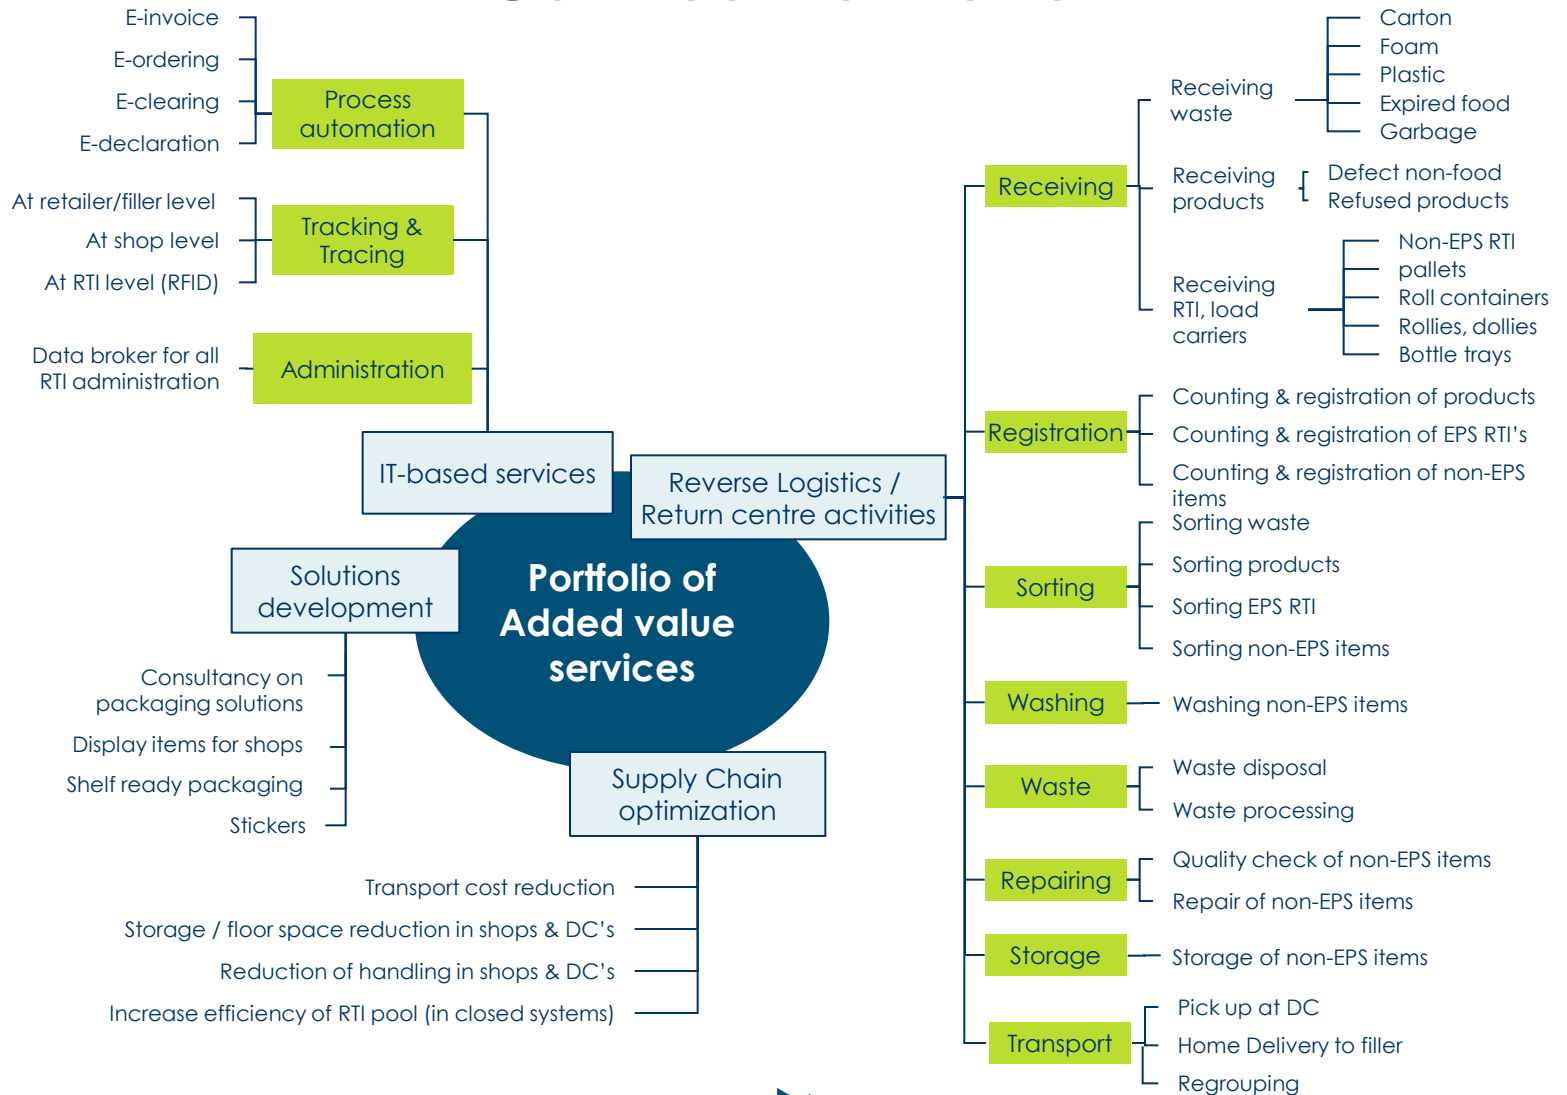 E-invoice
E-ordering
E-clearing
E-declaration
Process
automation
At retailer/filler level
At shop level
At RTI level (RFID)
Tracking &
Tracing
Data broker for all
RTI administration
Administration
IT-based services
Reverse Logistics /
Return centre activities
Solutions
development
Portfolio of
Added value
services
Consultancy on
packaging solutions
Display items for shops
Shelf ready packaging
Stickers
Supply Chain
optimization
Transport cost reduction
Storage / floor space reduction in shops & DC's
Reduction of handling in shops & DC's
Increase efficiency of RTI pool (in closed systems)
Receiving
Receiving
waste
Carton
Foam
Plastic
Expired food
Garbage
Receiving
products
Defect non-food
Refused products
Receiving
RTI, load
carriers
Non-EPS RTI
pallets
Roll containers
Rollies, dollies
Bottle trays
Registration
Counting & registration of products
Counting & registration of EPS RTI's
Counting & registration of non-EPS
items
Sorting
Sorting waste
Sorting products
Sorting EPS RTI
Sorting non-EPS items
Washing
Washing non-EPS items
Waste
Waste disposal
Waste processing
Repairing
Quality check of non-EPS items
Repair of non-EPS items
Storage
Storage of non-EPS items
Transport
Pick up at DC
Home Delivery to filler
Regrouping